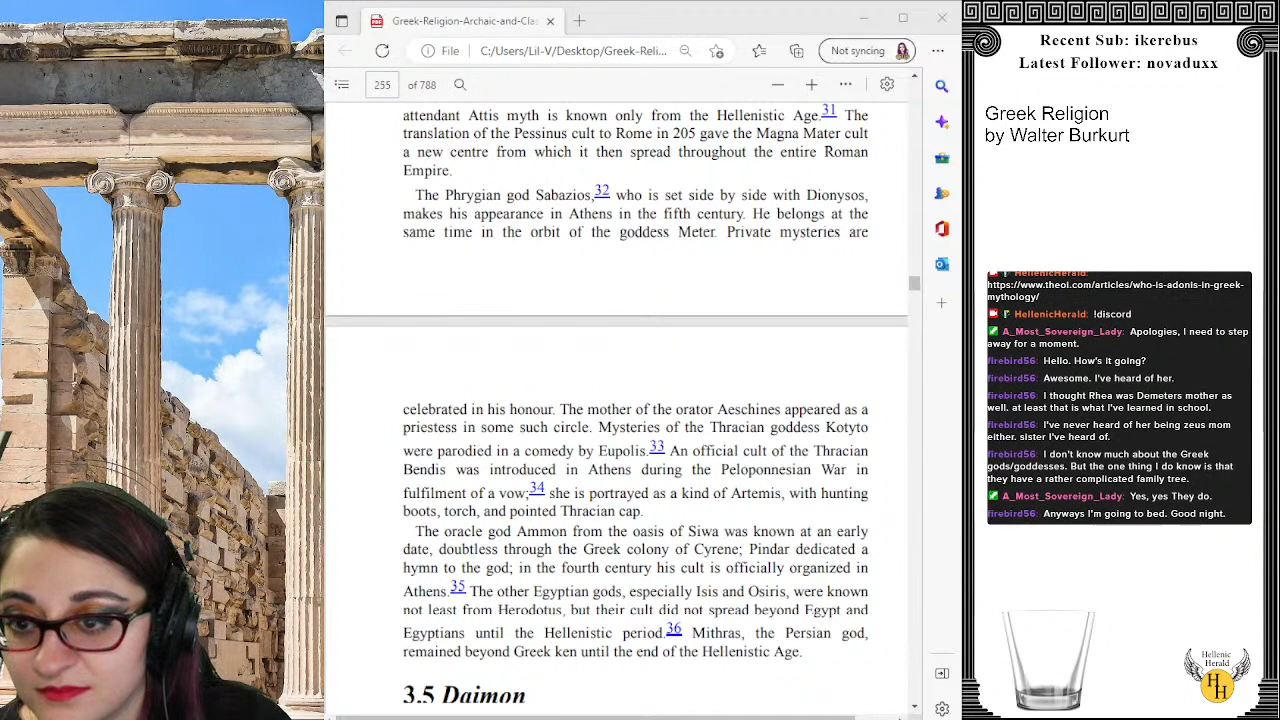 Greek-Religion-Archaic-and-Cla
File
C:/Users/Lil-V/Desktop/Greek-Reli...
Not syncing
255 of 788
attendant Attis myth is known only from the Hellenistic Age.31 The
translation of the Pessinus cult to Rome in 205 gave the Magna Mater cult
a new centre from which it then spread throughout the entire Roman
Empire.
The Phrygian god Sabazios,32 who is set side by side with Dionysos,
makes his appearance in Athens in the fifth century. He belongs at the
same time in the orbit of the goddess Meter. Private mysteries are
celebrated in his honour. The mother of the orator Aeschines appeared as a
priestess in some such circle. Mysteries of the Thracian goddess Kotyto
were parodied in a comedy by Eupolis.33 An official cult of the Thracian
Bendis was introduced in Athens during the Peloponnesian War in
fulfilment of a vow;34 she is portrayed as a kind of Artemis, with hunting
boots, torch, and pointed Thracian cap.
The oracle god Ammon from the oasis of Siwa was known at an early
date, doubtless through the Greek colony of Cyrene; Pindar dedicated a
hymn to the god; in the fourth century his cult is officially organized in
Athens.35 The other Egyptian gods, especially Isis and Osiris, were known
not least from Herodotus, but their cult did not spread beyond Egypt and
Egyptians until the Hellenistic period.36 Mithras, the Persian god,
remained beyond Greek ken until the end of the Hellenistic Age.
3.5 Daimon
Recent Sub: ikerebus
Latest Follower: novaduxx
Greek Religion
by Walter Burkurt
HellenicHerald:
https://www.theoi.com/articles/who-is-adonis-in-greek-
mythology/
HellenicHerald: !discord
A_Most_Sovereign_Lady: Apologies, I need to step
away for a moment.
firebird56: Hello. How's it going?
firebird56: Awesome. I've heard of her.
firebird56: I thought Rhea was Demeters mother as
well. at least that is what I've learned in school.
firebird56: I've never heard of her being zeus mom
either. sister I've heard of.
firebird56: I don't know much about the Greek
gods/goddesses. But the one thing I do know is that
they have a rather complicated family tree.
A_Most_Sovereign_Lady: Yes, yes They do.
firebird56: Anyways I'm going to bed. Good night.
Hellenic
Herald
HH